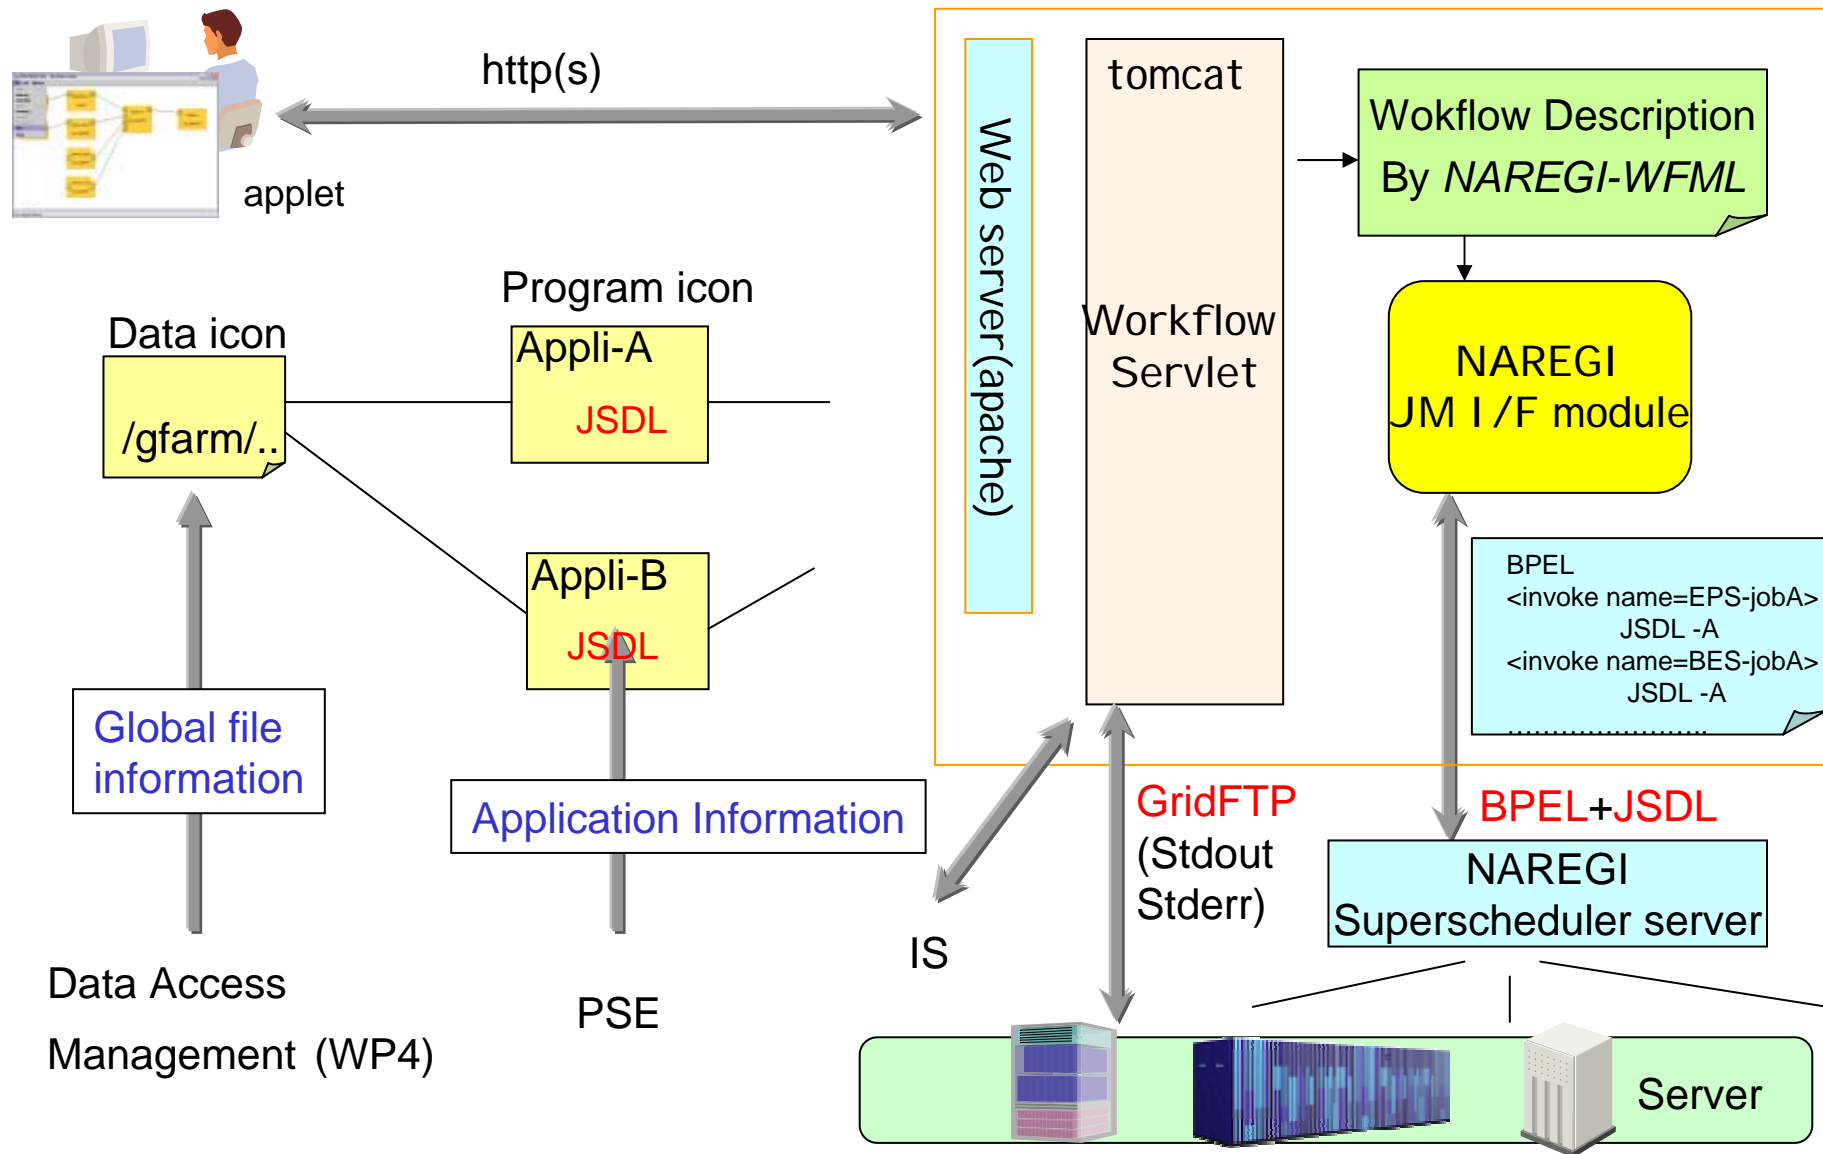 http(s)
applet
Web server(apache)
tomcat
Workflow
Servlet
Wokflow Description
By NAREGI-WFML
NAREGI
JM I/F module
BPEL
<invoke name=EPS-jobA>
JSDL -A
<invoke name=BES-jobA>
JSDL -A
........................
Data icon
/gfarm/..
Program icon
Appli-A
JSDL
Appli-B
JSDL
Global file
information
Application Information
Data Access
Management (WP4)
PSE
IS
GridFTP
(Stdout
Stderr)
BPEL+JSDL
NAREGI
Superscheduler server
Server